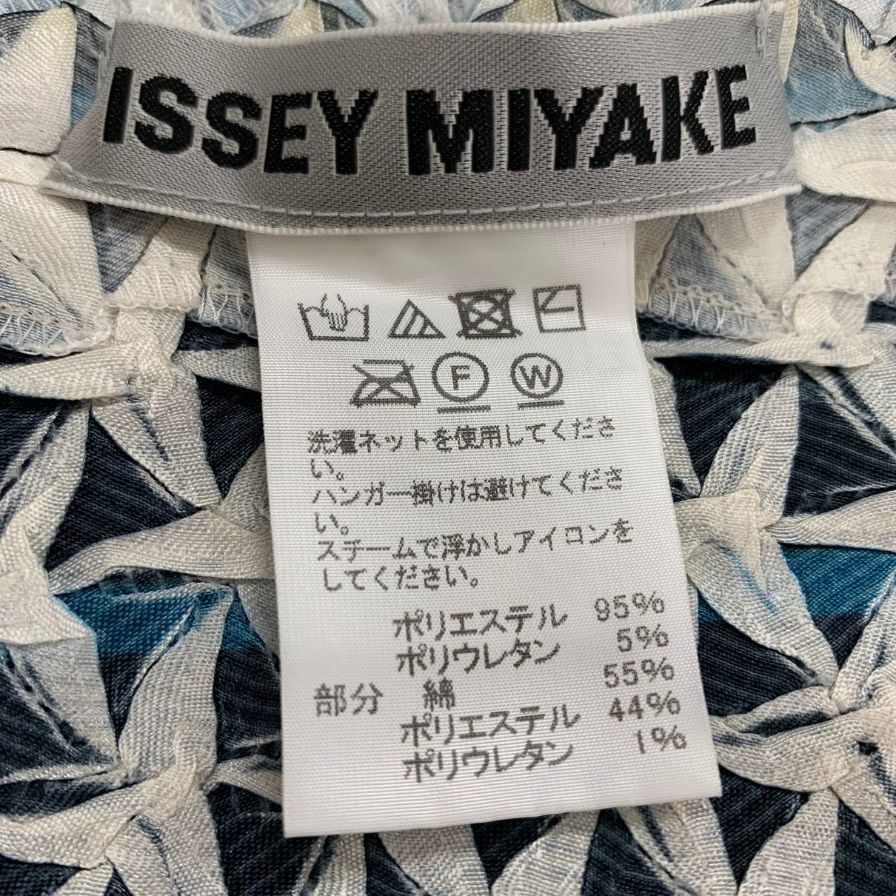 ISSEY MIYAKE
F W
洗濯ネットを使用してくださ
い。
ハンガー掛けは避けてくださ
い。
スチームで浮かしアイロンを
してください。
ポリエステル 95%
ポリウレタン 5%
部分 綿 55%
ポリエステル 44%
ポリウレタン 1%